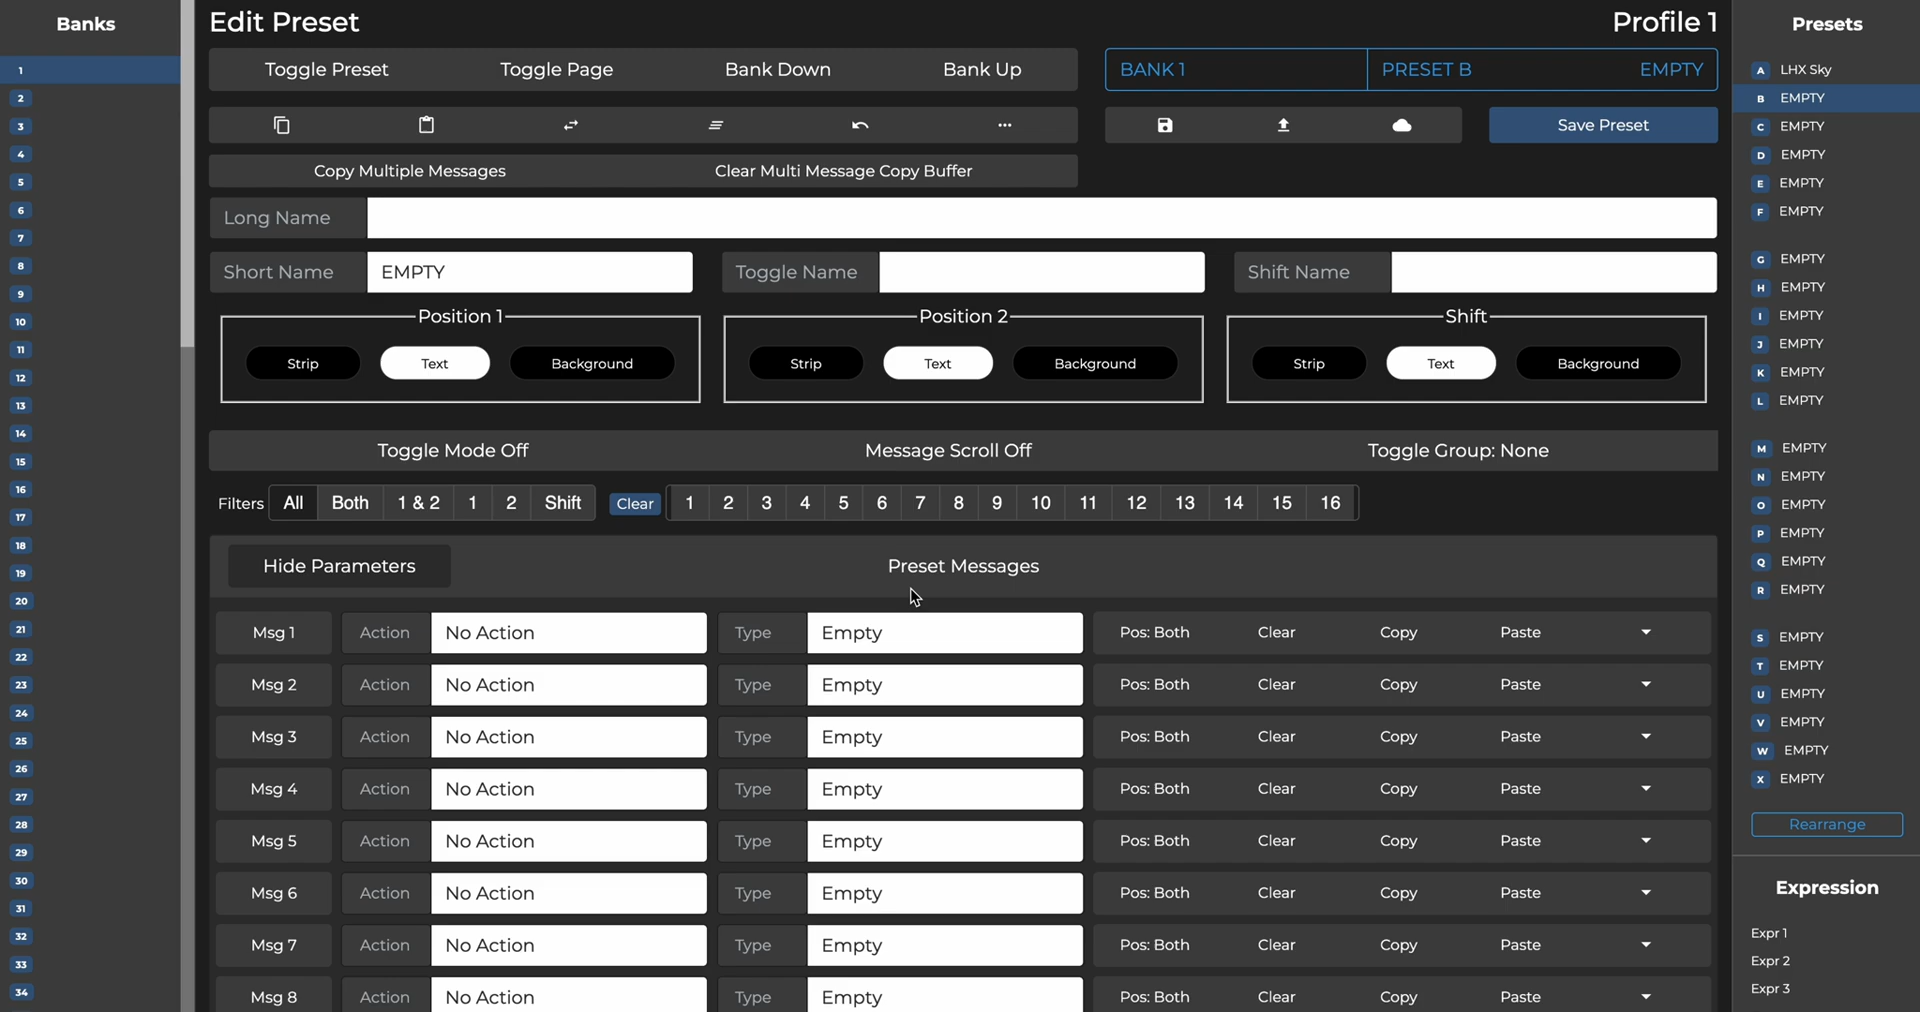 Banks
1
2
3
4
5
6
7
8
9
10
11
12
13
14
15
16
17
18
19
20
21
22
23
24
25
26
27
28
29
30
31
32
33
34
Edit Preset
Profile 1
Toggle Preset Toggle Page Bank Down Bank Up
BANK 1 PRESET B EMPTY
Save Preset
Copy Multiple Messages Clear Multi Message Copy Buffer
Long Name
Short Name EMPTY Toggle Name Shift Name
Position 1 Position 2 Shift
Strip Text Background Strip Text Background Strip Text Background
Toggle Mode Off Message Scroll Off Toggle Group: None
Filters All Both 1 & 2 1 2 Shift Clear 1 2 3 4 5 6 7 8 9 10 11 12 13 14 15 16
Hide Parameters Preset Messages
Msg 1 Action No Action Type Empty Pos: Both Clear Copy Paste
Msg 2 Action No Action Type Empty Pos: Both Clear Copy Paste
Msg 3 Action No Action Type Empty Pos: Both Clear Copy Paste
Msg 4 Action No Action Type Empty Pos: Both Clear Copy Paste
Msg 5 Action No Action Type Empty Pos: Both Clear Copy Paste
Msg 6 Action No Action Type Empty Pos: Both Clear Copy Paste
Msg 7 Action No Action Type Empty Pos: Both Clear Copy Paste
Msg 8 Action No Action Type Empty Pos: Both Clear Copy Paste
Presets
A LHX Sky
B EMPTY
C EMPTY
D EMPTY
E EMPTY
F EMPTY
G EMPTY
H EMPTY
I EMPTY
J EMPTY
K EMPTY
L EMPTY
M EMPTY
N EMPTY
O EMPTY
P EMPTY
Q EMPTY
R EMPTY
S EMPTY
T EMPTY
U EMPTY
V EMPTY
W EMPTY
X EMPTY
Rearrange
Expression
Expr 1
Expr 2
Expr 3